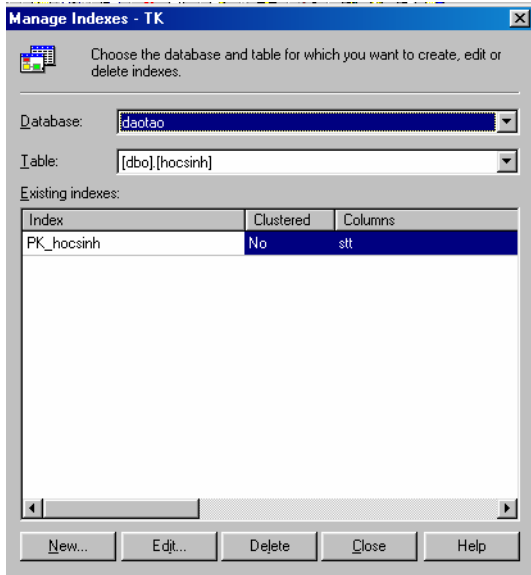 Manage Indexes - TK
Choose the database and table for which you want to create, edit or
delete indexes.
Database: daotao
Table: [dbo].[hocsinh]
Existing indexes:
Index Clustered Columns
PK_hocsinh No stt
New... Edit... Delete Close Help